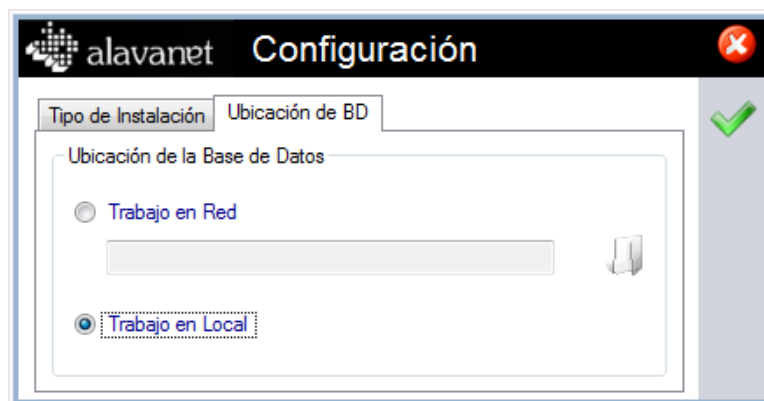 alavanet Configuración
Tipo de Instalación Ubicación de BD
Ubicación de la Base de Datos
Trabajo en Red
Trabajo en Local